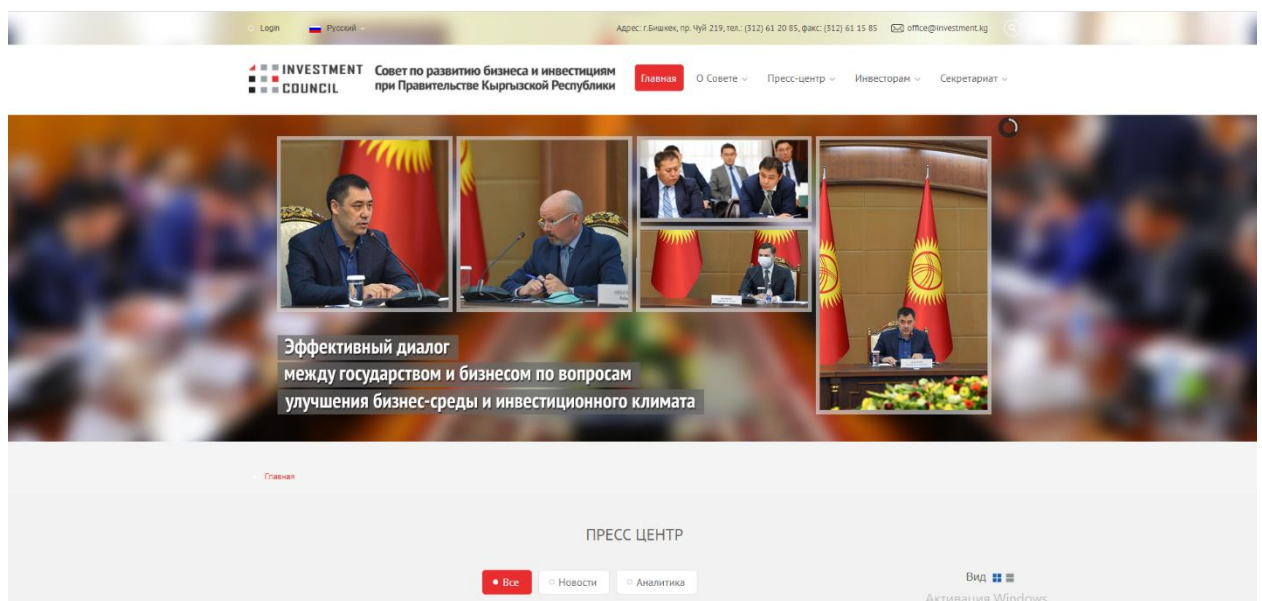 Login
Русский
Адрес: г.Бишкек, пр. Чуй 219, тел.: (312) 61 20 85, факс: (312) 61 15 85
office@investment.kg
INVESTMENT
COUNCIL
Совет по развитию бизнеса и инвестициям
при Правительстве Кыргызской Республики
Главная
О Совете
Пресс-центр
Инвесторам
Секретариат
Эффективный диалог
между государством и бизнесом по вопросам
улучшения бизнес-среды и инвестиционного климата
Главная
ПРЕСС ЦЕНТР
Все
Новости
Аналитика
Вид
Активация Windows